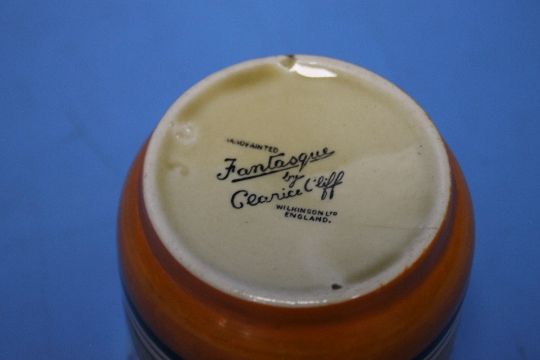 HANDPAINTED
Fantasque
by
Clarice Cliff
WILKINSON LTD
ENGLAND.